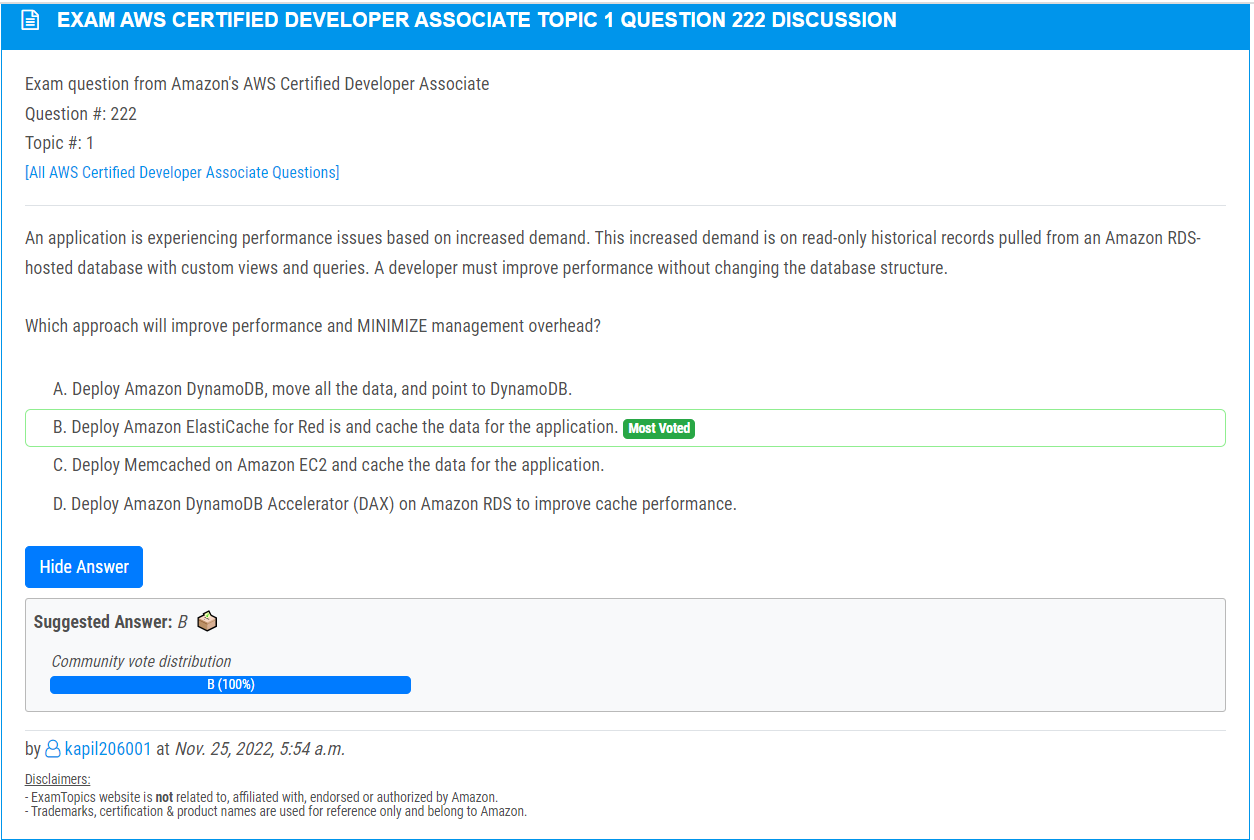 EXAM AWS CERTIFIED DEVELOPER ASSOCIATE TOPIC 1 QUESTION 222 DISCUSSION
Exam question from Amazon's AWS Certified Developer Associate
Question #: 222
Topic #: 1
[All AWS Certified Developer Associate Questions]
An application is experiencing performance issues based on increased demand. This increased demand is on read-only historical records pulled from an Amazon RDS-
hosted database with custom views and queries. A developer must improve performance without changing the database structure.
Which approach will improve performance and MINIMIZE management overhead?
A. Deploy Amazon DynamoDB, move all the data, and point to DynamoDB.
B. Deploy Amazon ElastiCache for Red is and cache the data for the application. Most Voted
C. Deploy Memcached on Amazon EC2 and cache the data for the application.
D. Deploy Amazon DynamoDB Accelerator (DAX) on Amazon RDS to improve cache performance.
Hide Answer
Suggested Answer: B
Community vote distribution
B (100%)
by kapil206001 at Nov. 25, 2022, 5:54 a.m.
Disclaimers:
- ExamTopics website is not related to, affiliated with, endorsed or authorized by Amazon.
- Trademarks, certification & product names are used for reference only and belong to Amazon.